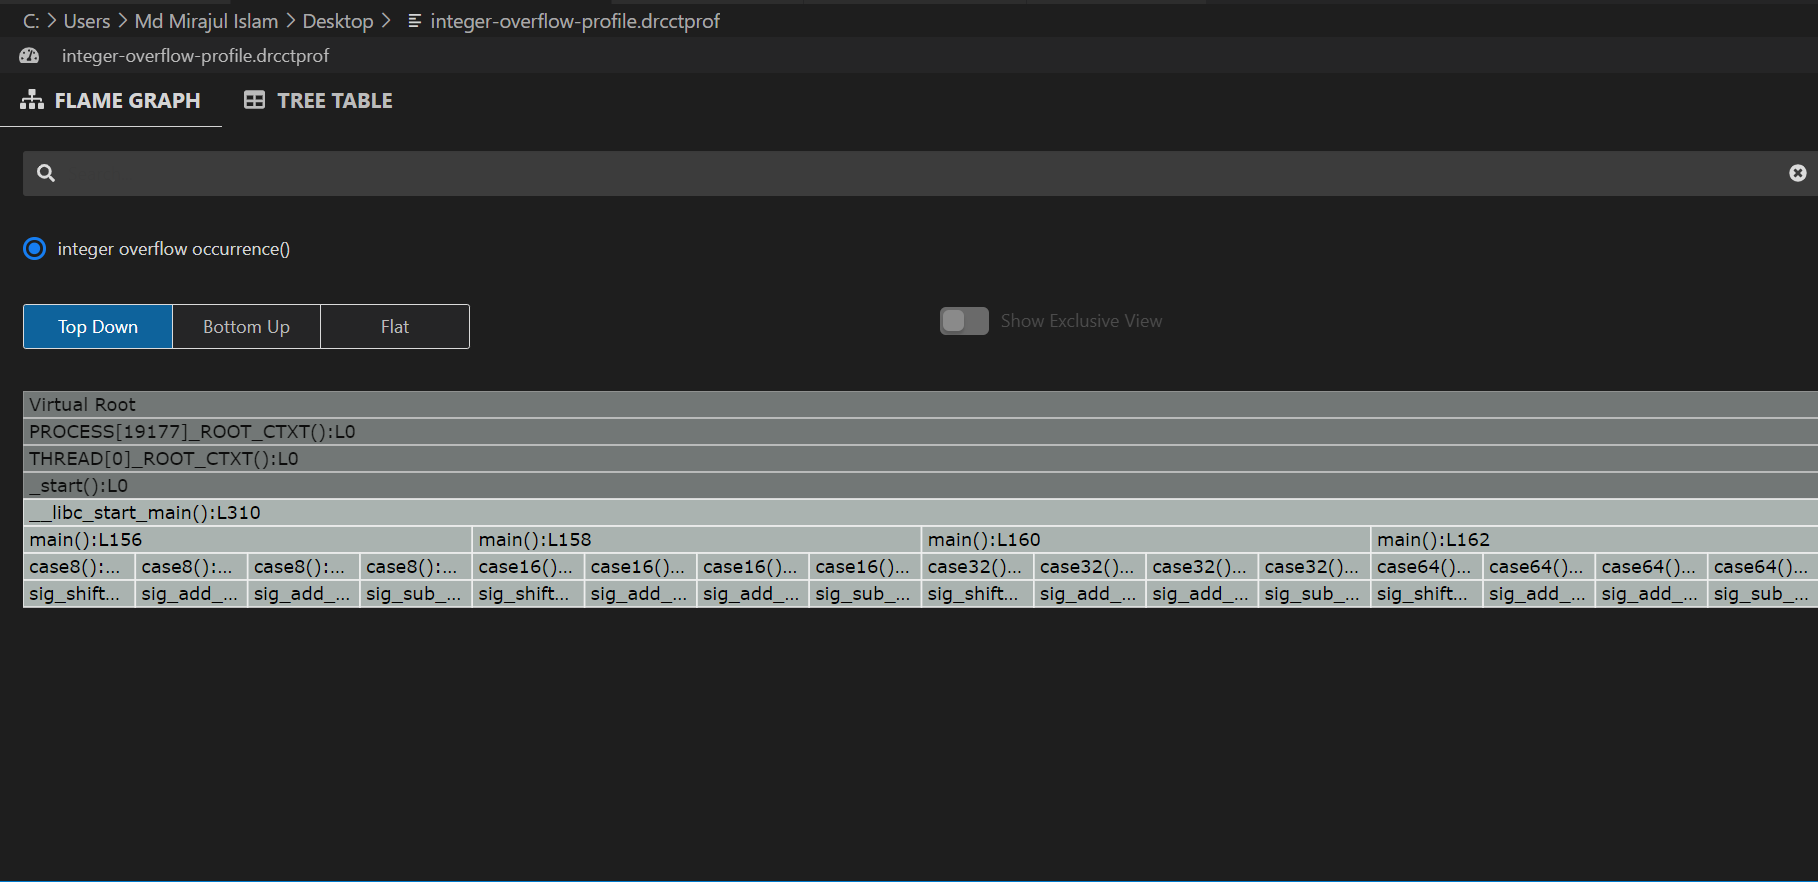 C: > Users > Md Mirajul Islam > Desktop > integer-overflow-profile.drcctprof
integer-overflow-profile.drcctprof
FLAME GRAPH TREE TABLE
integer overflow occurrence()
Top Down Bottom Up Flat Show Exclusive View
Virtual Root
PROCESS[19177]_ROOT_CTXT():L0
THREAD[0]_ROOT_CTXT():L0
_start():L0
__libc_start_main():L310
main():L156 main():L158 main():L160 main():L162
case8():... case8():... case8():... case8():... case16()... case16()... case16()... case16()... case32()... case32()... case32()... case32()... case64()... case64()... case64()... case64()...
sig_shift... sig_add_... sig_add_... sig_sub_... sig_shift... sig_add_... sig_add_... sig_sub_... sig_shift... sig_add_... sig_add_... sig_sub_... sig_shift... sig_add_... sig_add_... sig_sub_...